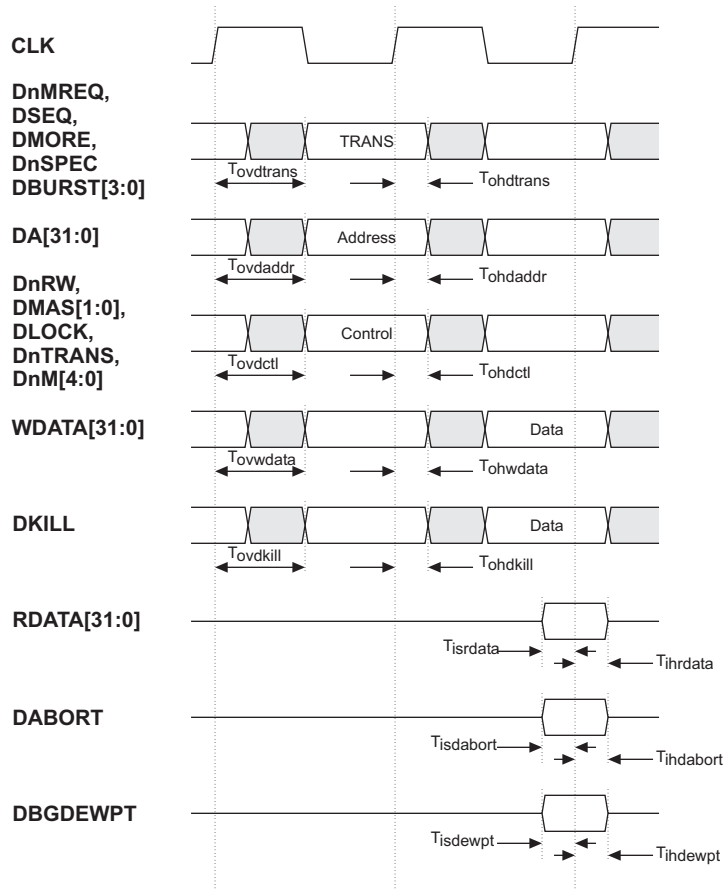 CLK
DnMREQ,
DSEQ,
DMORE,
DnSPEC
DBURST[3:0]
TRANS
Tovdtrans
Tohdtrans
DA[31:0]
Address
Tovdaddr
Tohdaddr
DnRW,
DMAS[1:0],
DLOCK,
DnTRANS,
DnM[4:0]
Control
Tovdctl
Tohdctl
WDATA[31:0]
Data
Tovwdata
Tohwdata
DKILL
Data
Tovdkill
Tohdkill
RDATA[31:0]
Tisrdata
Tihrdata
DABORT
Tisdabort
Tihdabort
DBGDEWPT
Tisdewpt
Tihdewpt